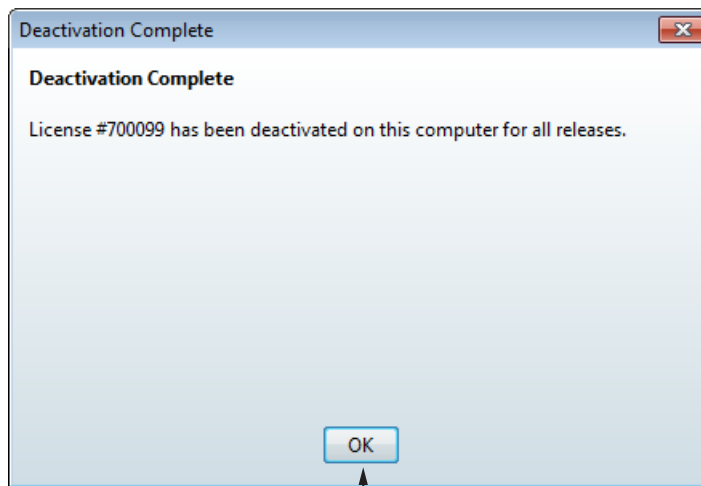 Deactivation Complete
Deactivation Complete
License #700099 has been deactivated on this computer for all releases.
OK